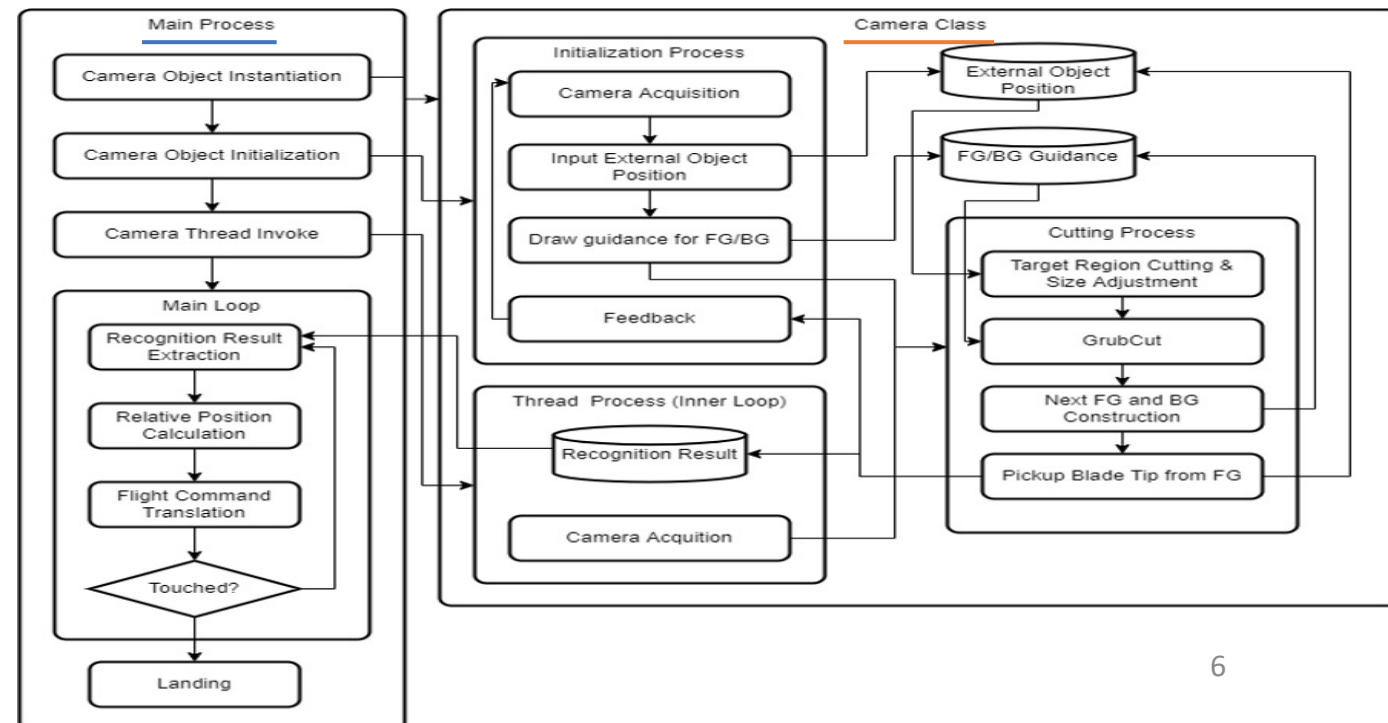 Main Process
Camera Object Instantiation
Camera Object Initialization
Camera Thread Invoke
Main Loop
Recognition Result
Extraction
Relative Position
Calculation
Flight Command
Translation
Touched?
Landing
Camera Class
Initialization Process
Camera Acquisition
Input External Object
Position
Draw guidance for FG/BG
Feedback
Thread Process (Inner Loop)
Recognition Result
Camera Acquition
External Object
Position
FG/BG Guidance
Cutting Process
Target Region Cutting &
Size Adjustment
GrubCut
Next FG and BG
Construction
Pickup Blade Tip from FG
6